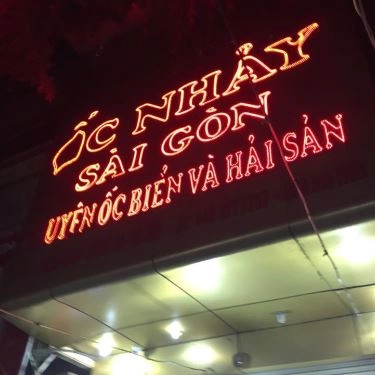 ỐC NHẢY
SÀI GÒN
UYÊN ỐC BIỂN VÀ HẢI SẢN